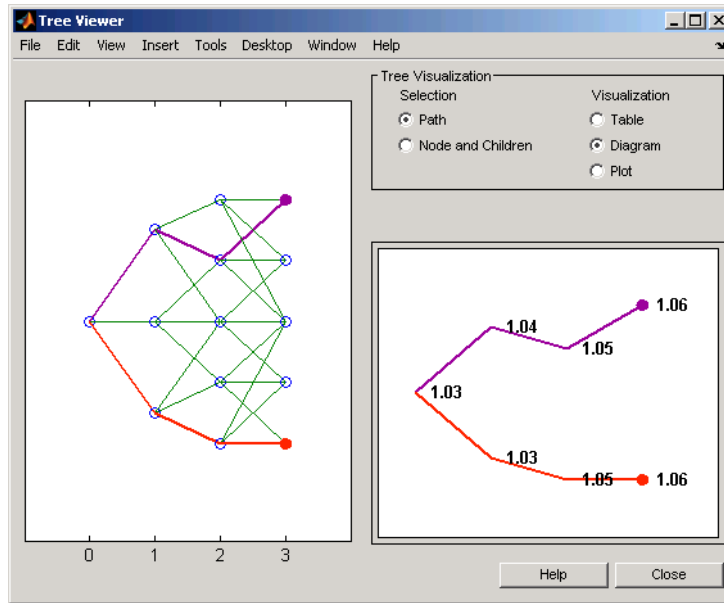 Tree Viewer
File Edit View Insert Tools Desktop Window Help
Tree Visualization
Selection
Visualization
Path
Table
Node and Children
Diagram
Plot
0 1 2 3
1.06
1.04
1.05
1.03
1.03
1.05
1.06
Help
Close